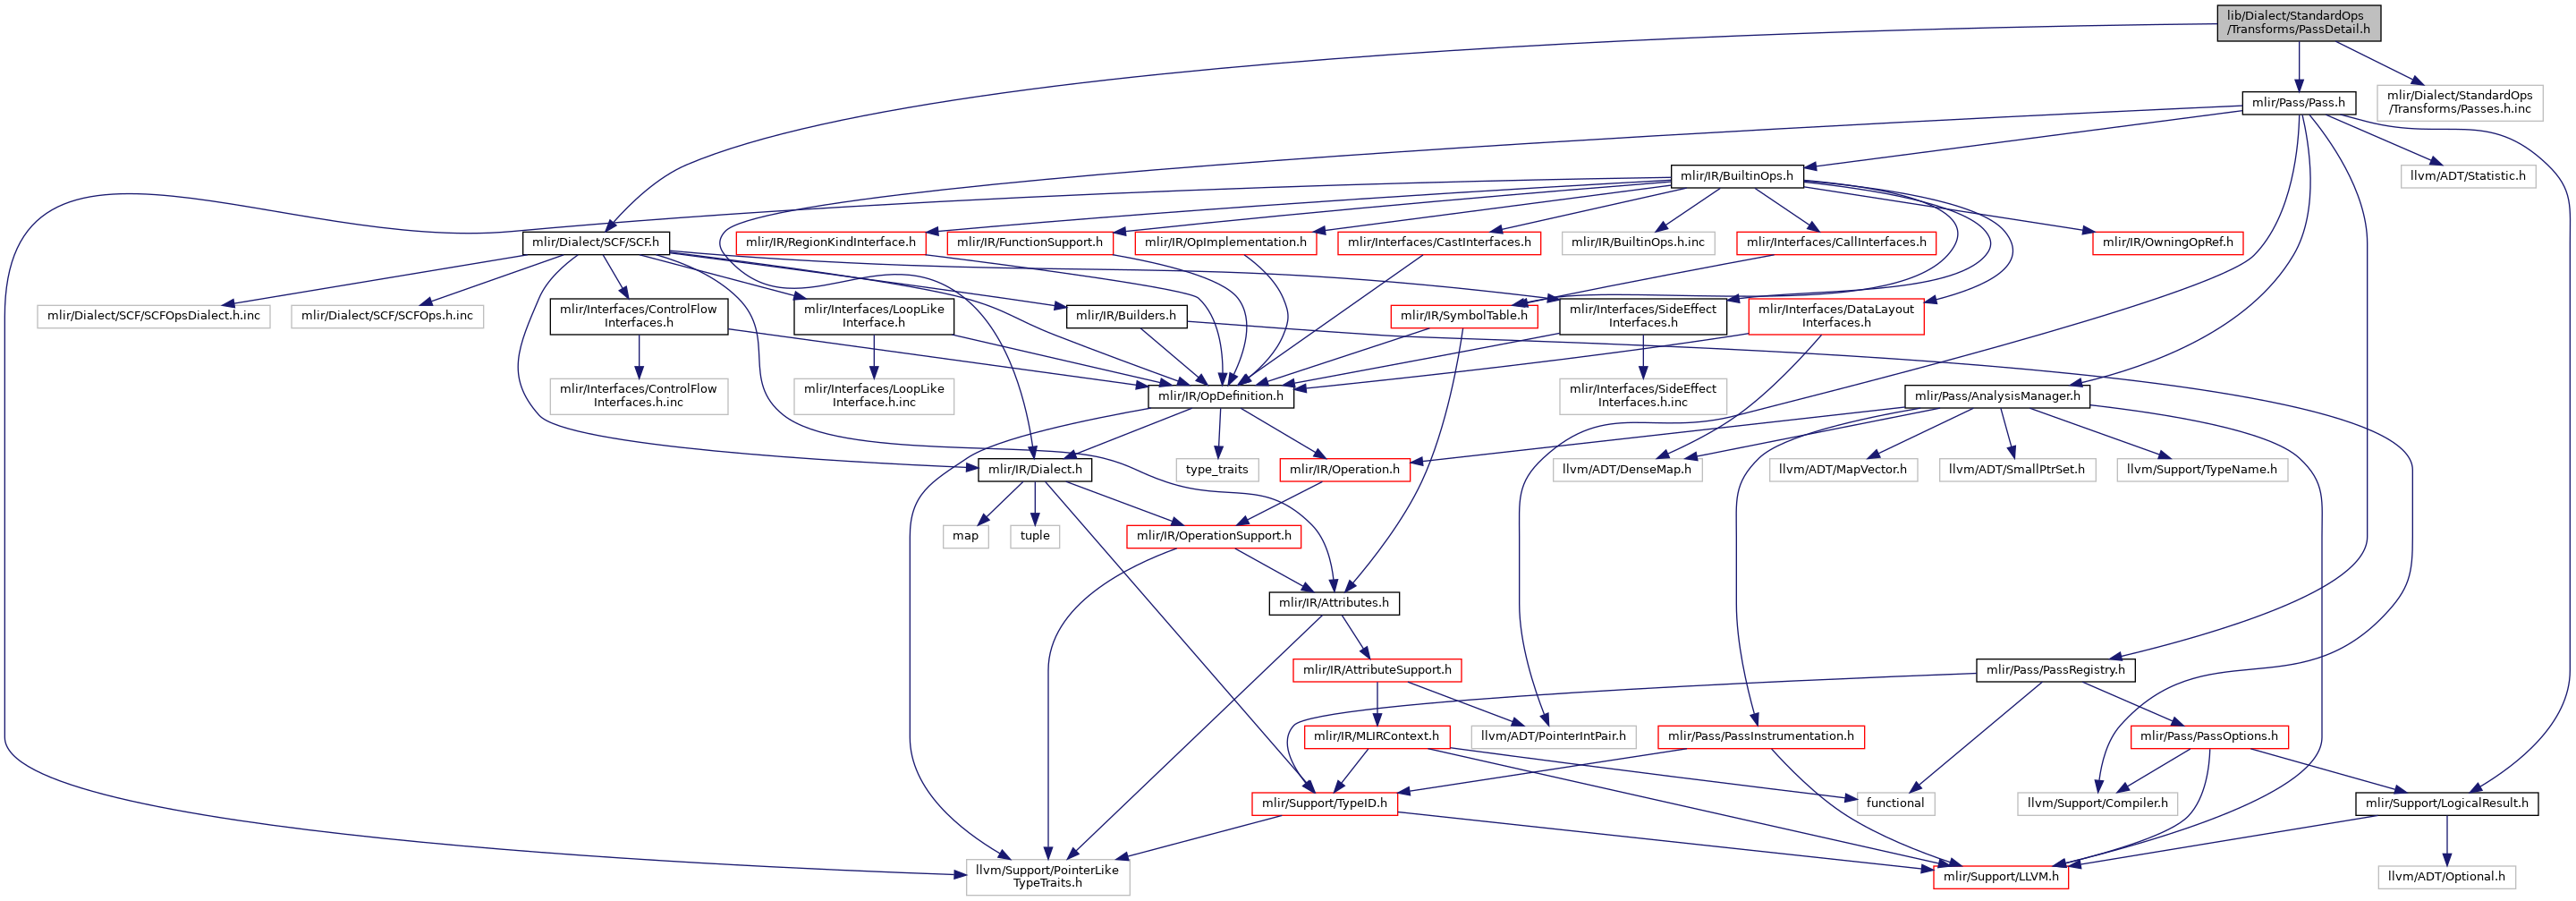 lib/Dialect/StandardOps
/Transforms/PassDetail.h
mlir/Pass/Pass.h
mlir/Dialect/StandardOps
/Transforms/Passes.h.inc
mlir/IR/BuiltinOps.h
llvm/ADT/Statistic.h
mlir/Dialect/SCF/SCF.h
mlir/IR/RegionKindInterface.h
mlir/IR/FunctionSupport.h
mlir/IR/OpImplementation.h
mlir/Interfaces/CastInterfaces.h
mlir/IR/BuiltinOps.h.inc
mlir/Interfaces/CallInterfaces.h
mlir/IR/OwningOpRef.h
mlir/Dialect/SCF/SCFOpsDialect.h.inc
mlir/Dialect/SCF/SCFOps.h.inc
mlir/Interfaces/ControlFlow
Interfaces.h
mlir/Interfaces/LoopLike
Interface.h
mlir/IR/Builders.h
mlir/IR/SymbolTable.h
mlir/Interfaces/SideEffect
Interfaces.h
mlir/Interfaces/DataLayout
Interfaces.h
mlir/Interfaces/ControlFlow
Interfaces.h.inc
mlir/Interfaces/LoopLike
Interface.h.inc
mlir/IR/OpDefinition.h
mlir/Interfaces/SideEffect
Interfaces.h.inc
mlir/Pass/AnalysisManager.h
mlir/IR/Dialect.h
type_traits
mlir/IR/Operation.h
llvm/ADT/DenseMap.h
llvm/ADT/MapVector.h
llvm/ADT/SmallPtrSet.h
llvm/Support/TypeName.h
map
tuple
mlir/IR/OperationSupport.h
mlir/IR/Attributes.h
mlir/IR/AttributeSupport.h
mlir/Pass/PassRegistry.h
mlir/IR/MLIRContext.h
llvm/ADT/PointerIntPair.h
mlir/Pass/PassInstrumentation.h
mlir/Pass/PassOptions.h
mlir/Support/TypeID.h
functional
llvm/Support/Compiler.h
mlir/Support/LogicalResult.h
llvm/Support/PointerLike
TypeTraits.h
mlir/Support/LLVM.h
llvm/ADT/Optional.h